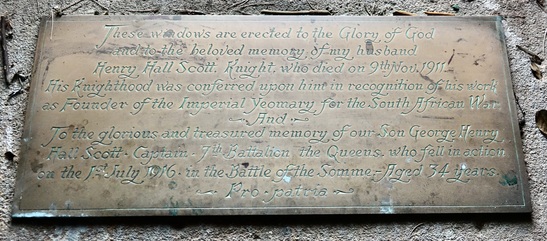 These windows are erected to the Glory of God
and to the beloved memory of my husband
Henry Hall Scott. Knight. who died on 9th Nov. 1911.
His Knighthood was conferred upon him in recognition of his work
as Founder of the Imperial Yeomanry for the South African War.
~ And ~
To the glorious and treasured memory of our Son George Henry
Hall Scott - Captain - 7th Battalion the Queens. who fell in action
on the 1st July 1916 - in the Battle of the Somme.- Aged 34 Years.
~ Pro patria ~